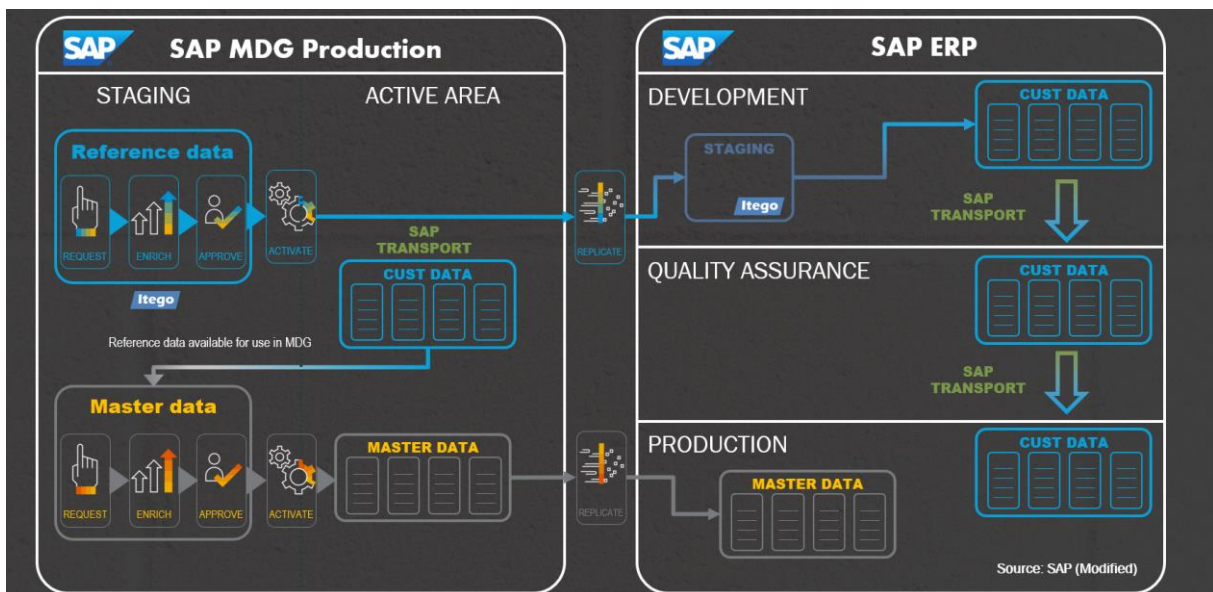 SAP
SAP MDG Production
STAGING
ACTIVE AREA
Reference data
REQUEST
ENRICH
APPROVE
ACTIVATE
Itego
SAP
TRANSPORT
CUST DATA
Reference data available for use in MDG
Master data
REQUEST
ENRICH
APPROVE
ACTIVATE
MASTER DATA
REPLICATE
REPLICATE
SAP
SAP ERP
DEVELOPMENT
STAGING
Itego
CUST DATA
SAP
TRANSPORT
QUALITY ASSURANCE
CUST DATA
SAP
TRANSPORT
PRODUCTION
MASTER DATA
CUST DATA
Source: SAP (Modified)